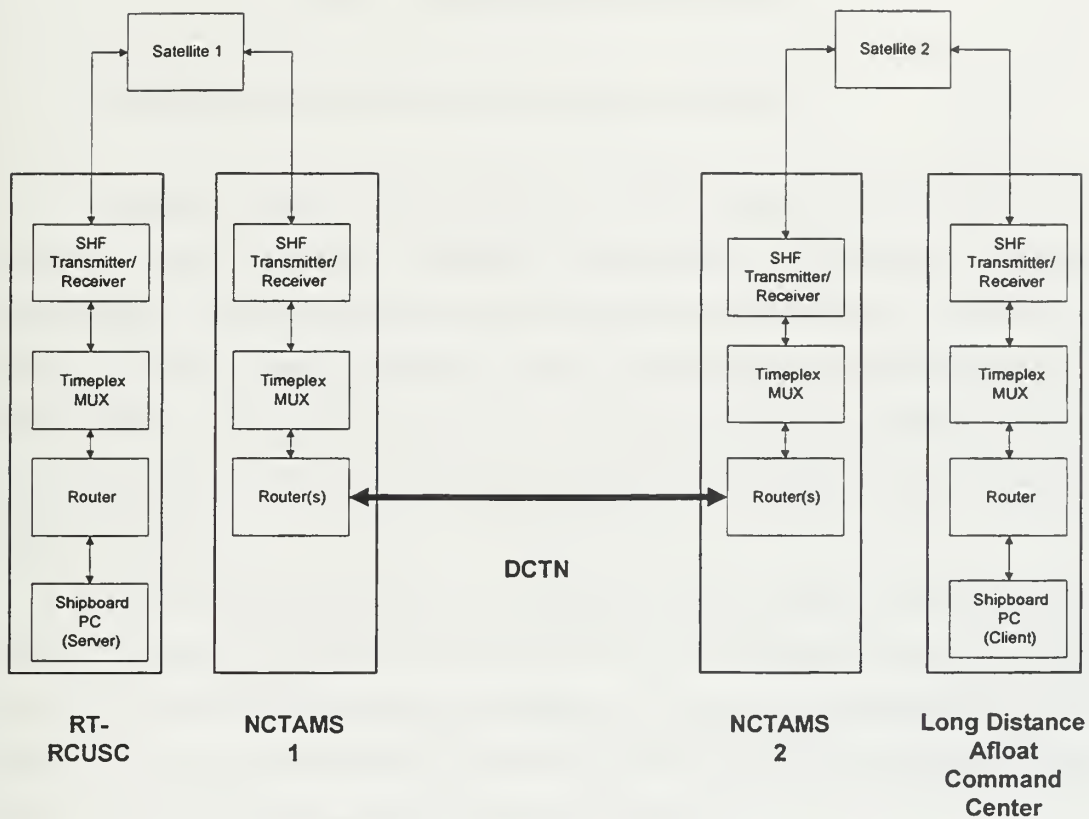 Satellite 1
Satellite 2
SHF
Transmitter/
Receiver
Timeplex
MUX
Router
Shipboard
PC
(Server)
RT-
RCUSC
SHF
Transmitter/
Receiver
Timeplex
MUX
Router(s)
NCTAMS
1
DCTN
SHF
Transmitter/
Receiver
Timeplex
MUX
Router(s)
NCTAMS
2
SHF
Transmitter/
Receiver
Timeplex
MUX
Router
Shipboard
PC
(Client)
Long Distance
Afloat
Command
Center